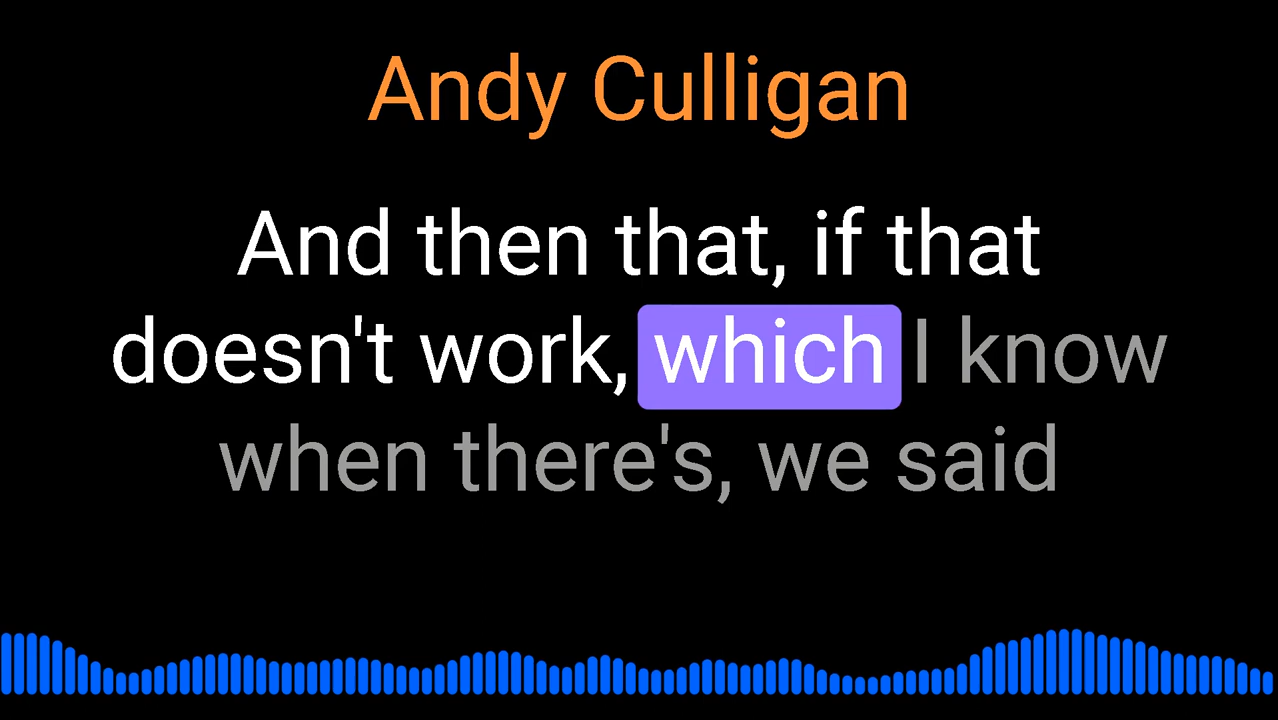 Andy Culligan
And then that, if that
doesn't work, which I know
when there's, we said